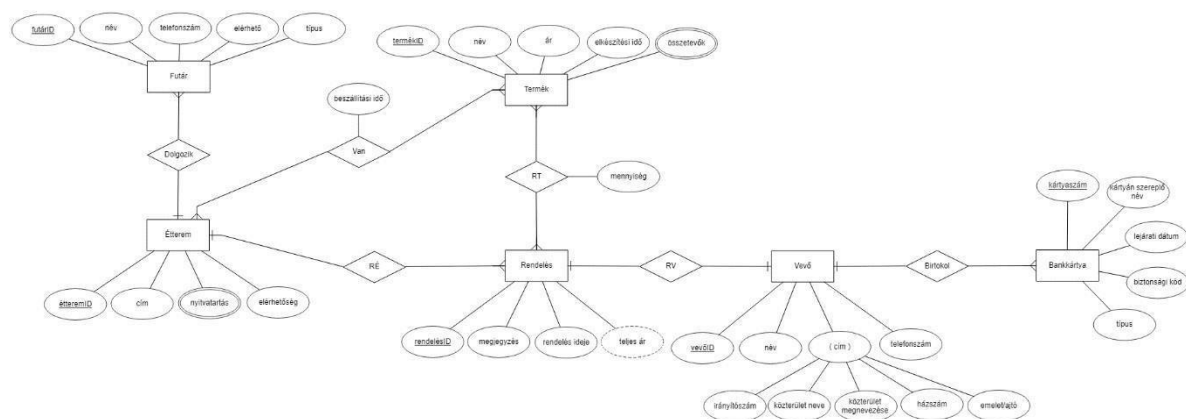 futárID
név
telefonszám
elérhető
típus
Futár
Dolgozik
beszállítási idő
Van
termékID
név
ár
elkészítési idő
összetevők
Termék
RT
mennyiség
Étterem
étteremID
cím
nyitvatartás
elérhetőség
RÉ
Rendelés
rendelésID
megjegyzés
rendelés ideje
teljes ár
RV
Vevő
vevőID
név
( cím )
telefonszám
irányítószám
közterület neve
közterület
megnevezése
házszám
emelet/ajtó
Birtokol
Bankkártya
kártyaszám
kártyán szereplő
név
lejárati dátum
biztonsági kód
típus